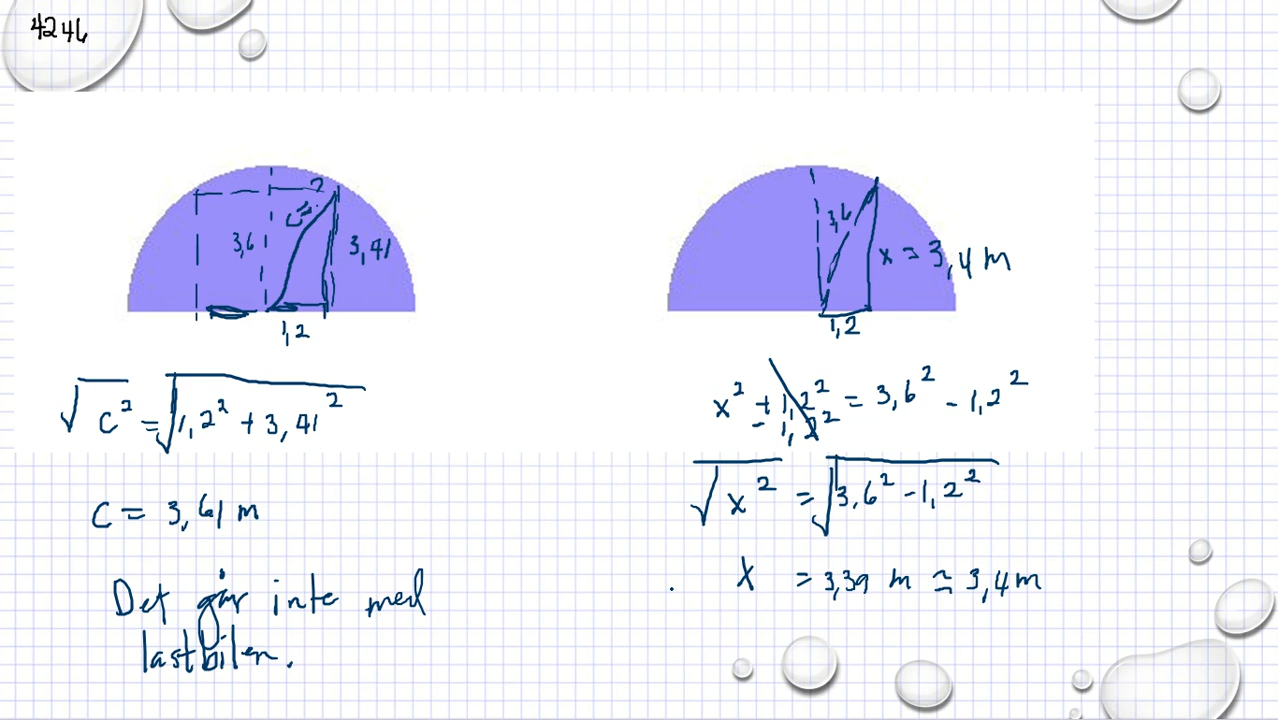 4246
?
c=
3,6
3,41
1,2
√c² = √1,2² + 3,41²
c = 3,61 m
Det går inte med
lastbilen.
3,6
x = 3,4 m
1,2
x² + 1,2² = 3,6² - 1,2²
- 1,2²
√x² = √3,6² - 1,2²
x = 3,39 m ≃ 3,4 m